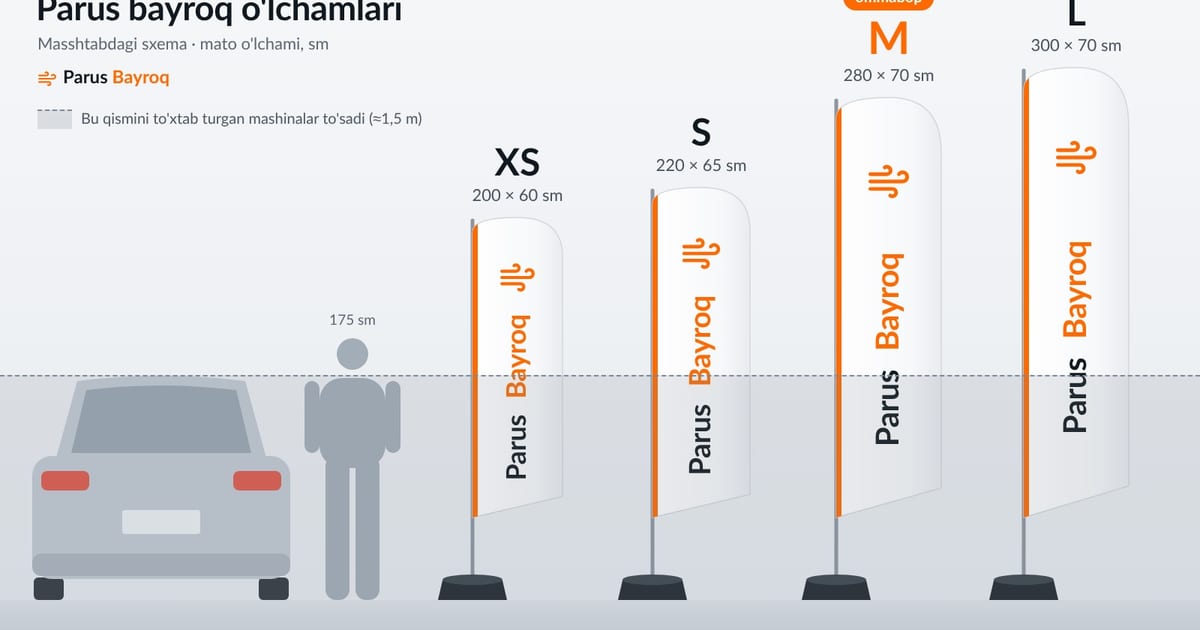 Parus bayroq o'lchamlari
Masshtabdagi sxema · mato o'lchami, sm
Parus Bayroq
Bu qismini to'xtab turgan mashinalar to'sadi (≈1,5 m)
175 sm
XS
200 × 60 sm
Parus Bayroq
S
220 × 65 sm
Parus Bayroq
ommabop
M
280 × 70 sm
Parus Bayroq
L
300 × 70 sm
Parus Bayroq